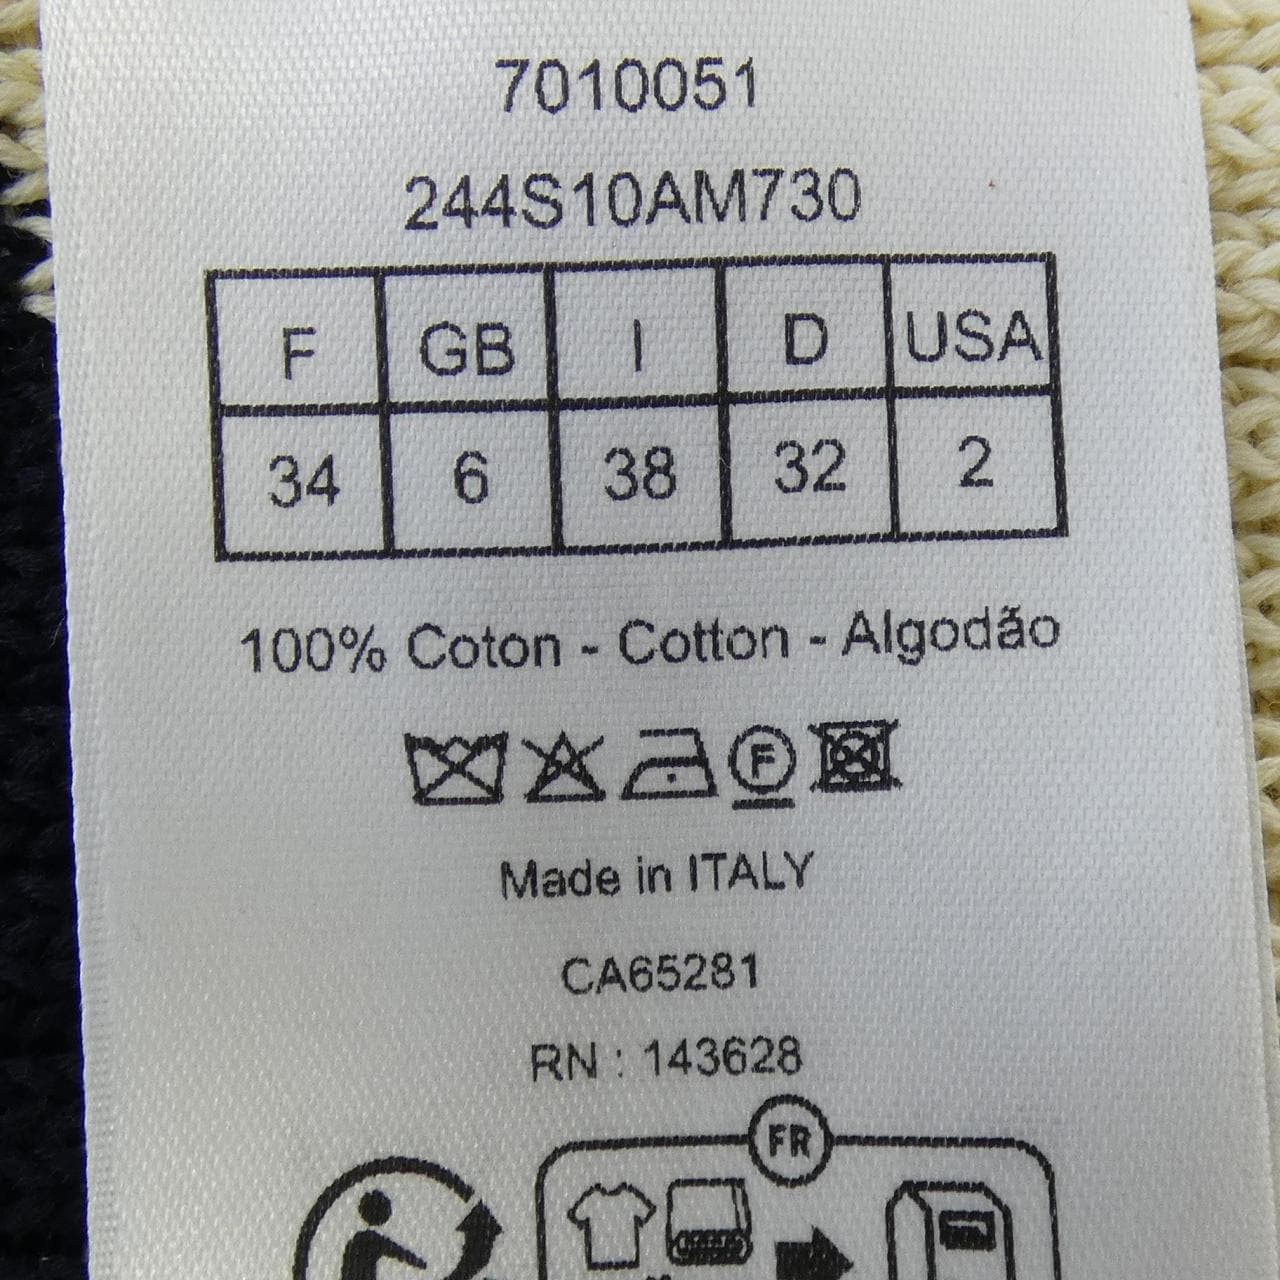 7010051
244S10AM730
F GB I D USA
34 6 38 32 2
100% Coton - Cotton - Algodão
F
Made in ITALY
CA65281
RN : 143628
FR